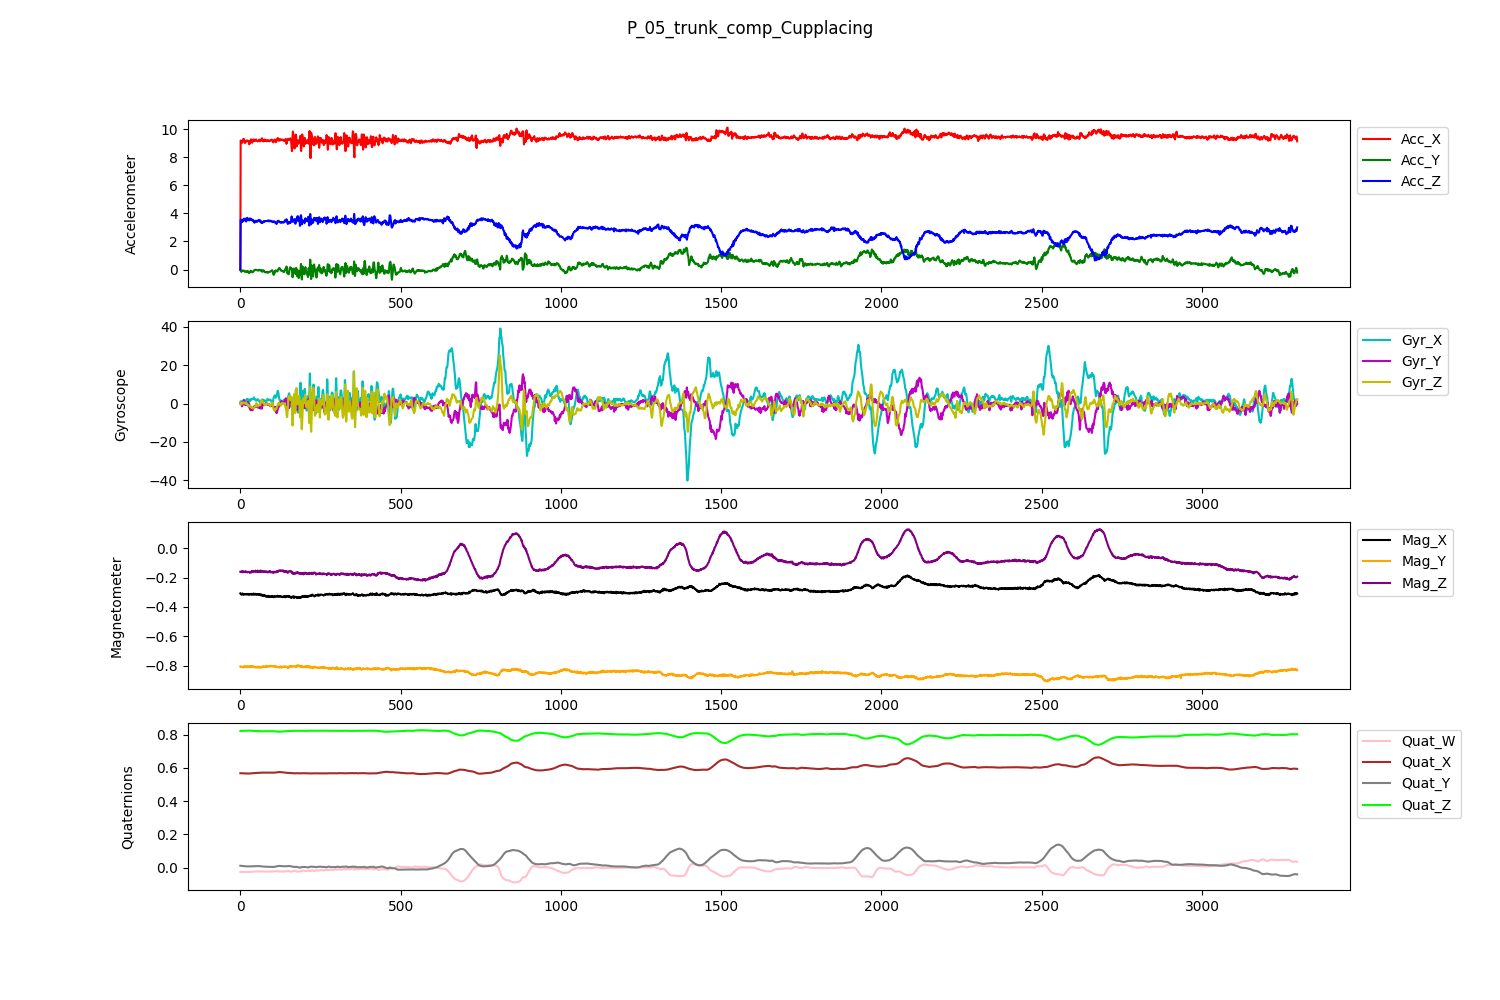 P_05_trunk_comp_Cupplacing
Accelerometer
10
8
6
4
2
0
0 500 1000 1500 2000 2500 3000
Acc_X
Acc_Y
Acc_Z
Gyroscope
40
20
0
−20
−40
0 500 1000 1500 2000 2500 3000
Gyr_X
Gyr_Y
Gyr_Z
Magnetometer
0.0
−0.2
−0.4
−0.6
−0.8
0 500 1000 1500 2000 2500 3000
Mag_X
Mag_Y
Mag_Z
Quaternions
0.8
0.6
0.4
0.2
0.0
0 500 1000 1500 2000 2500 3000
Quat_W
Quat_X
Quat_Y
Quat_Z